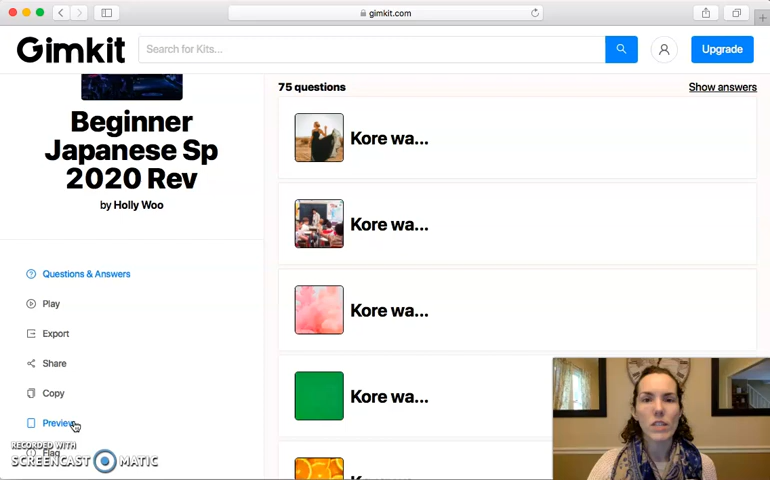 gimkit.com
Gimkit
Search for Kits...
Upgrade
Beginner
Japanese Sp
2020 Rev
by Holly Woo
Questions & Answers
Play
Export
Share
Copy
Preview
Flag
RECORDED WITH
SCREENCAST MATIC
75 questions
Show answers
Kore wa...
Kore wa...
Kore wa...
Kore wa...